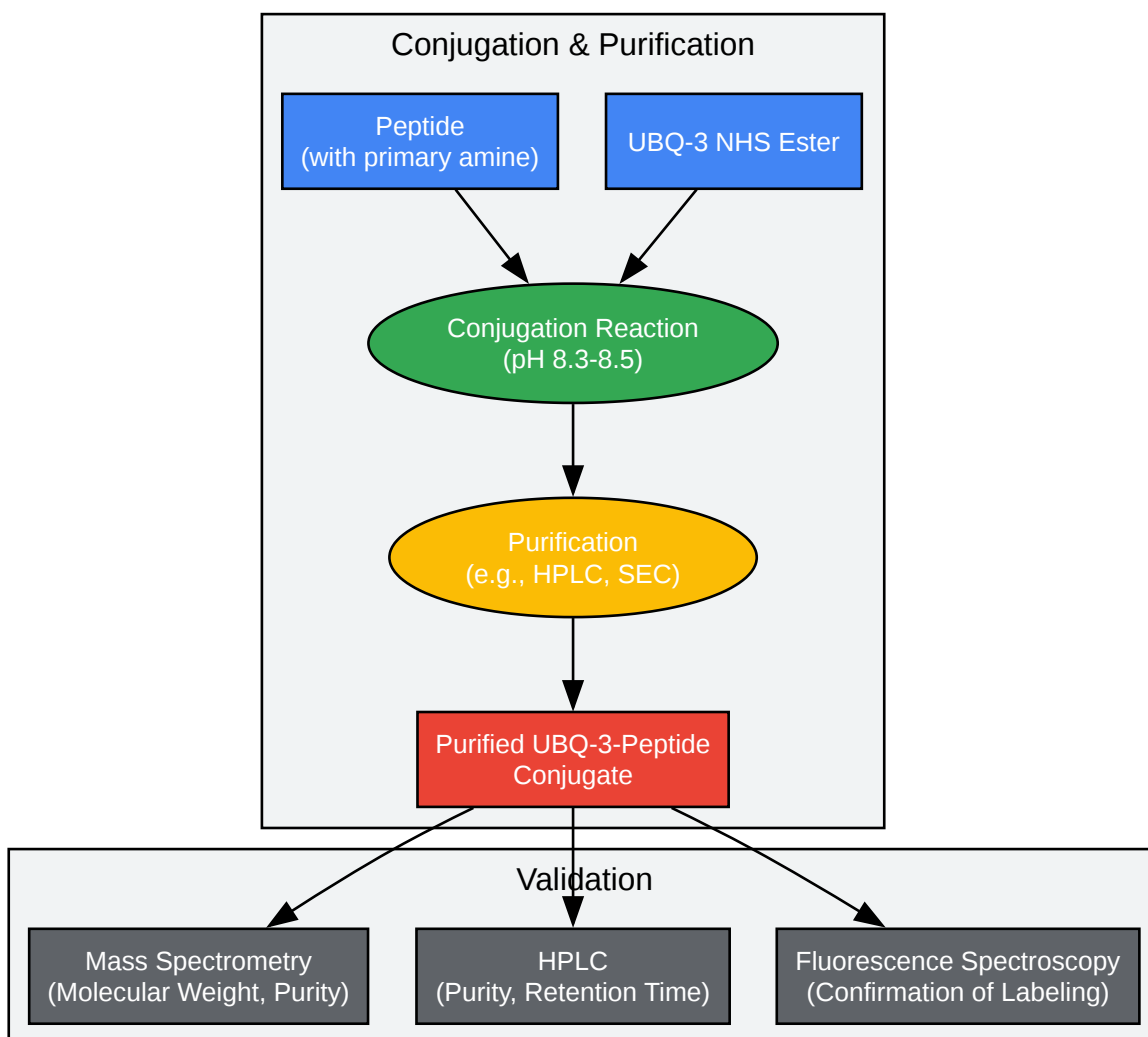 Conjugation & Purification
Peptide
(with primary amine)
UBQ-3 NHS Ester
Conjugation Reaction
(pH 8.3-8.5)
Purification
(e.g., HPLC, SEC)
Purified UBQ-3-Peptide
Conjugate
Validation
Mass Spectrometry
(Molecular Weight, Purity)
HPLC
(Purity, Retention Time)
Fluorescence Spectroscopy
(Confirmation of Labeling)